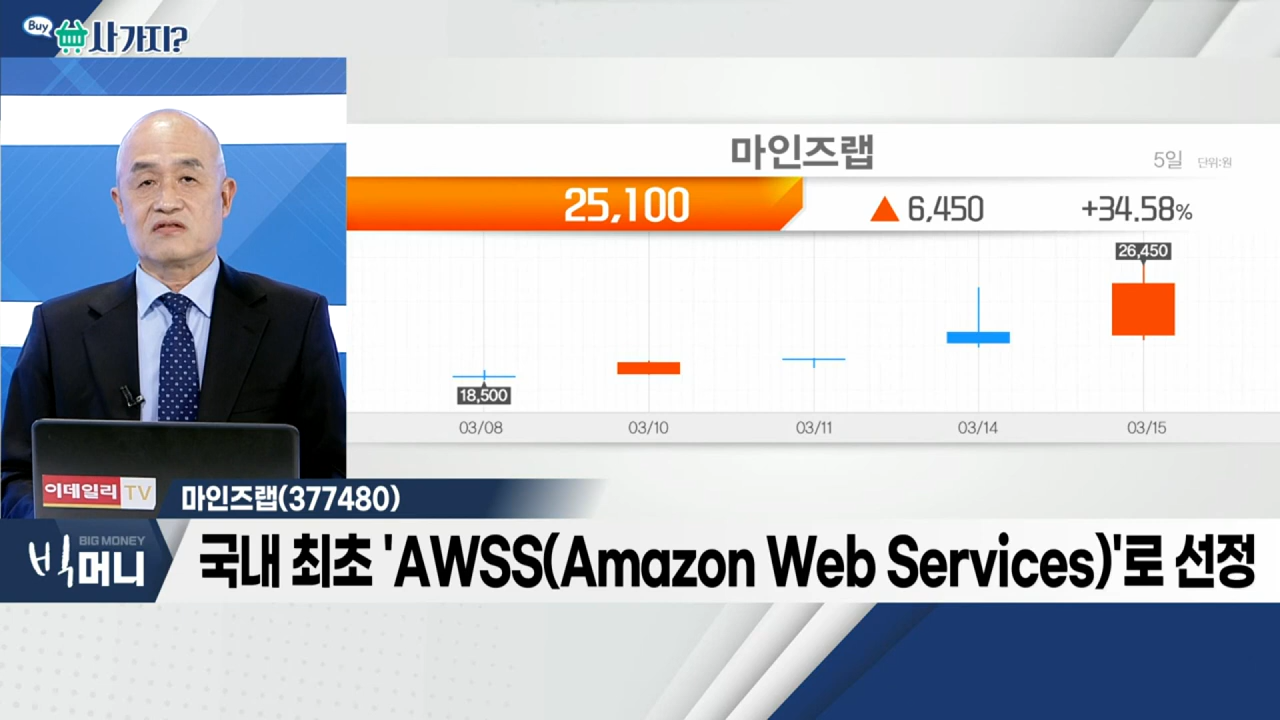 Buy
사가지?
마인즈랩
5일 단위:원
25,100 ▲ 6,450 +34.58%
26,450
18,500
03/08 03/10 03/11 03/14 03/15
이데일리 TV
마인즈랩(377480)
BIG MONEY
빅머니
국내 최초 'AWSS(Amazon Web Services)'로 선정